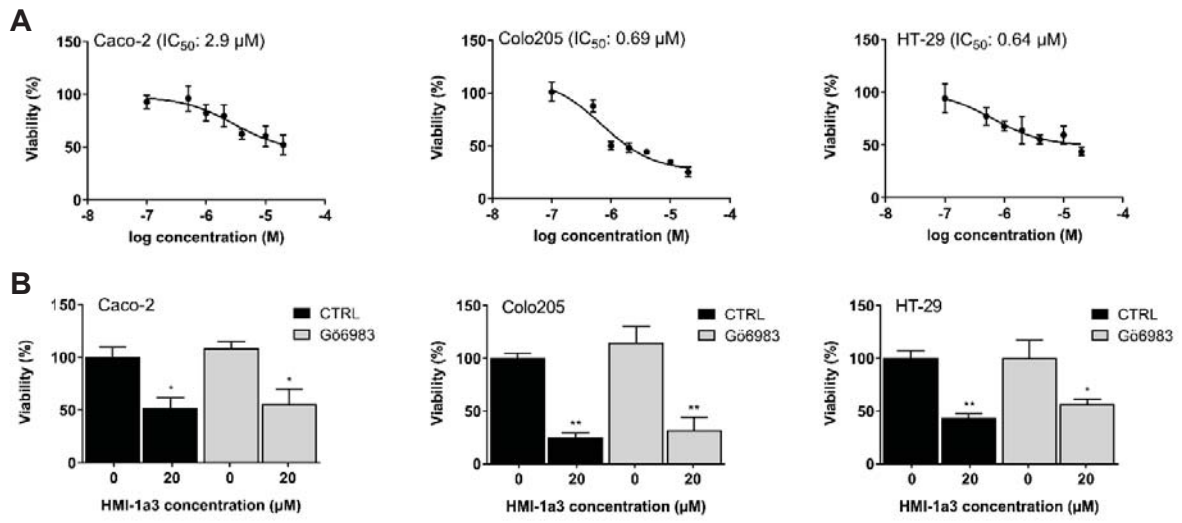 A
Caco-2 (IC50: 2.9 µM)
150
100
50
0
Viability (%)
-8 -7 -6 -5 -4
log concentration (M)
Colo205 (IC50: 0.69 µM)
150
100
50
0
Viability (%)
-8 -7 -6 -5 -4
log concentration (M)
HT-29 (IC50: 0.64 µM)
150
100
50
0
Viability (%)
-8 -7 -6 -5 -4
log concentration (M)
B
Caco-2
CTRL
Gö6983
150
100
50
0
Viability (%)
* *
0 20 0 20
HMI-1a3 concentration (µM)
Colo205
CTRL
Gö6983
150
100
50
0
Viability (%)
** **
0 20 0 20
HMI-1a3 concentration (µM)
HT-29
CTRL
Gö6983
150
100
50
0
Viability (%)
** *
0 20 0 20
HMI-1a3 concentration (µM)